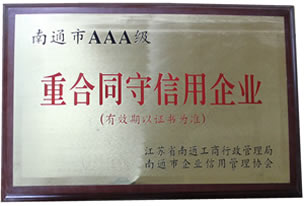 南通市AAA级
重合同守信用企业
(有效期以证书为准)
江苏省南通工商行政管理局
南通市企业信用管理协会